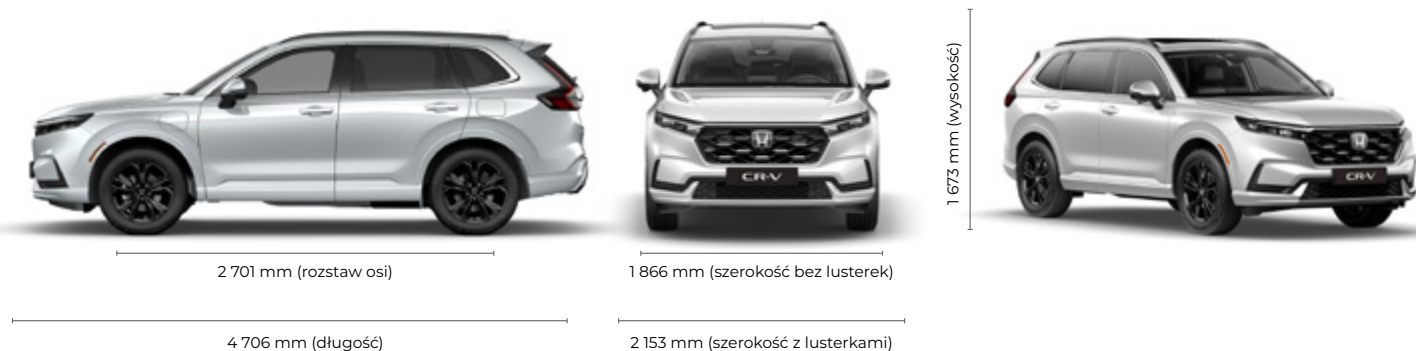 CR-V
1 673 mm (wysokość)
CR-V
2 701 mm (rozstaw osi)
1 866 mm (szerokość bez lusterek)
4 706 mm (długość)
2 153 mm (szerokość z lusterkami)